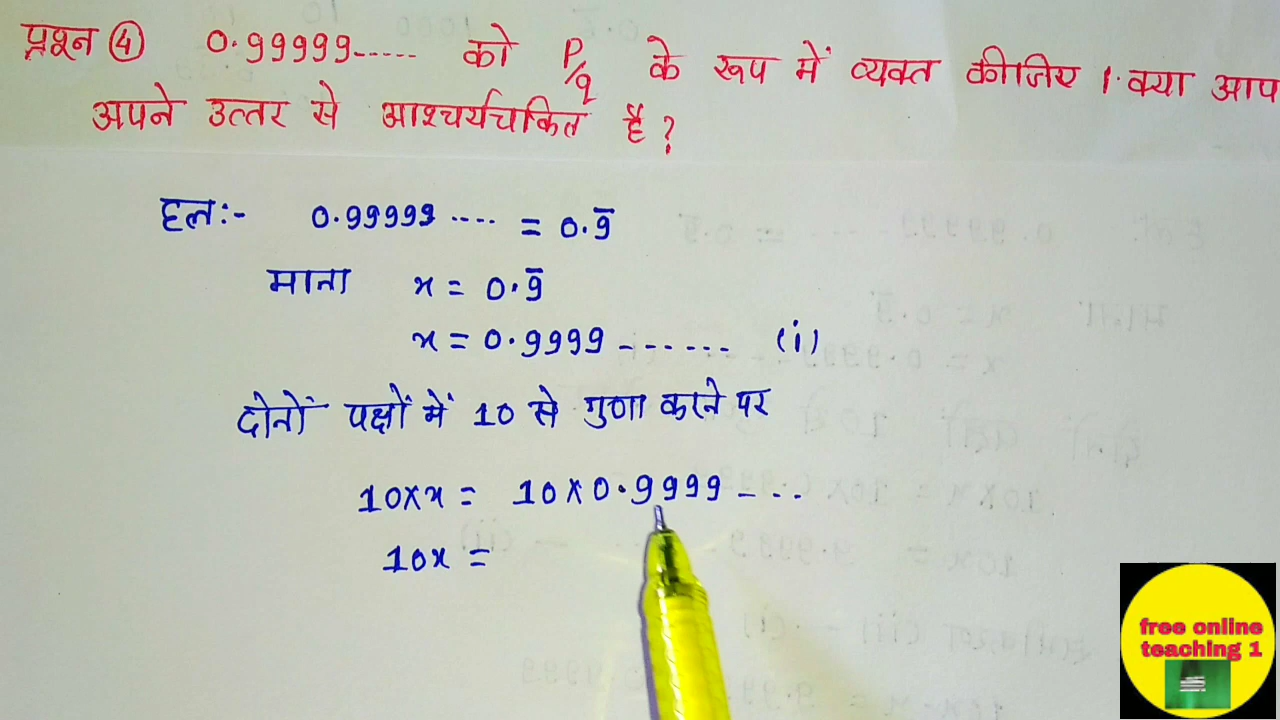 प्रश्न ④ 0.99999..... को P/q के रूप में व्यक्त कीजिए । क्या आप
अपने उत्तर से आश्चर्यचकित है ?
हलः- 0.99999 .... = 0.9̅
माना x = 0.9̅
x = 0.9999 ------- (i)
दोनों पक्षों में 10 से गुणा करने पर
10×x = 10×0.9999 - - -
10x =
free online
teaching 1